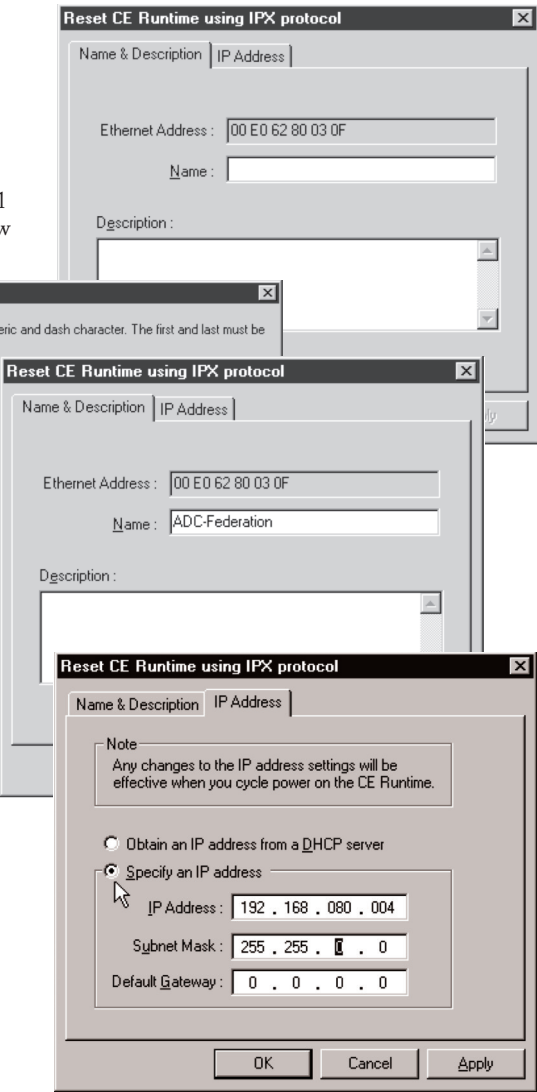 Reset CE Runtime using IPX protocol
Name & Description
IP Address
Ethernet Address :
00 E0 62 80 03 0F
Name :
Description :
eric and dash character. The first and last must be
Reset CE Runtime using IPX protocol
Name & Description
IP Address
Ethernet Address :
00 E0 62 80 03 0F
Name :
ADC-Federation
Description :
Reset CE Runtime using IPX protocol
Name & Description
IP Address
Note
Any changes to the IP address settings will be
effective when you cycle power on the CE Runtime.
Obtain an IP address from a DHCP server
Specify an IP address
IP Address :
192 . 168 . 080 . 004
Subnet Mask :
255 . 255 . 0 . 0
Default Gateway :
0 . 0 . 0 . 0
OK
Cancel
Apply